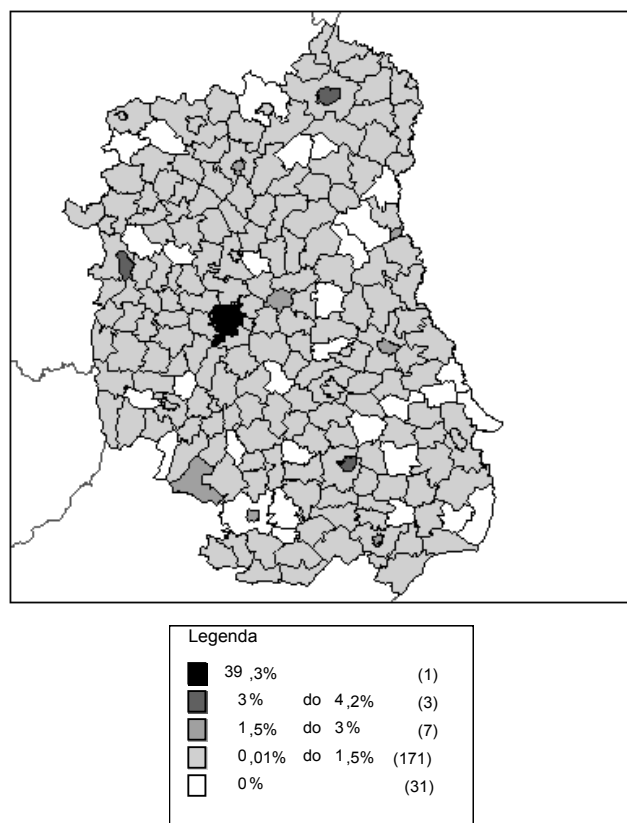 Legenda
39 ,3% (1)
3% do 4,2% (3)
1,5% do 3% (7)
0,01% do 1,5% (171)
0% (31)